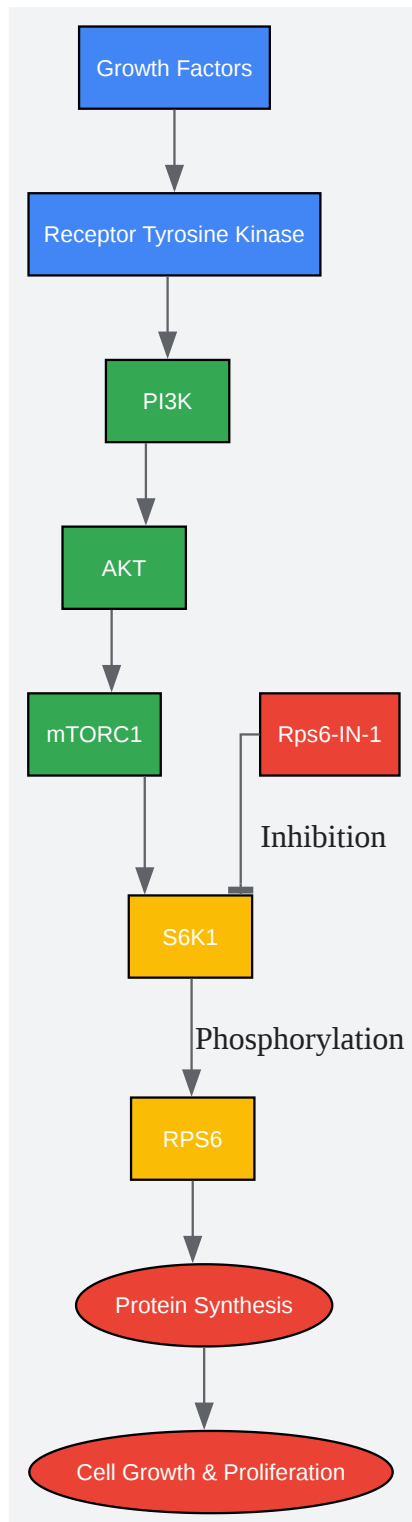 Growth Factors
Receptor Tyrosine Kinase
PI3K
AKT
mTORC1
Rps6-IN-1
Inhibition
S6K1
Phosphorylation
RPS6
Protein Synthesis
Cell Growth & Proliferation